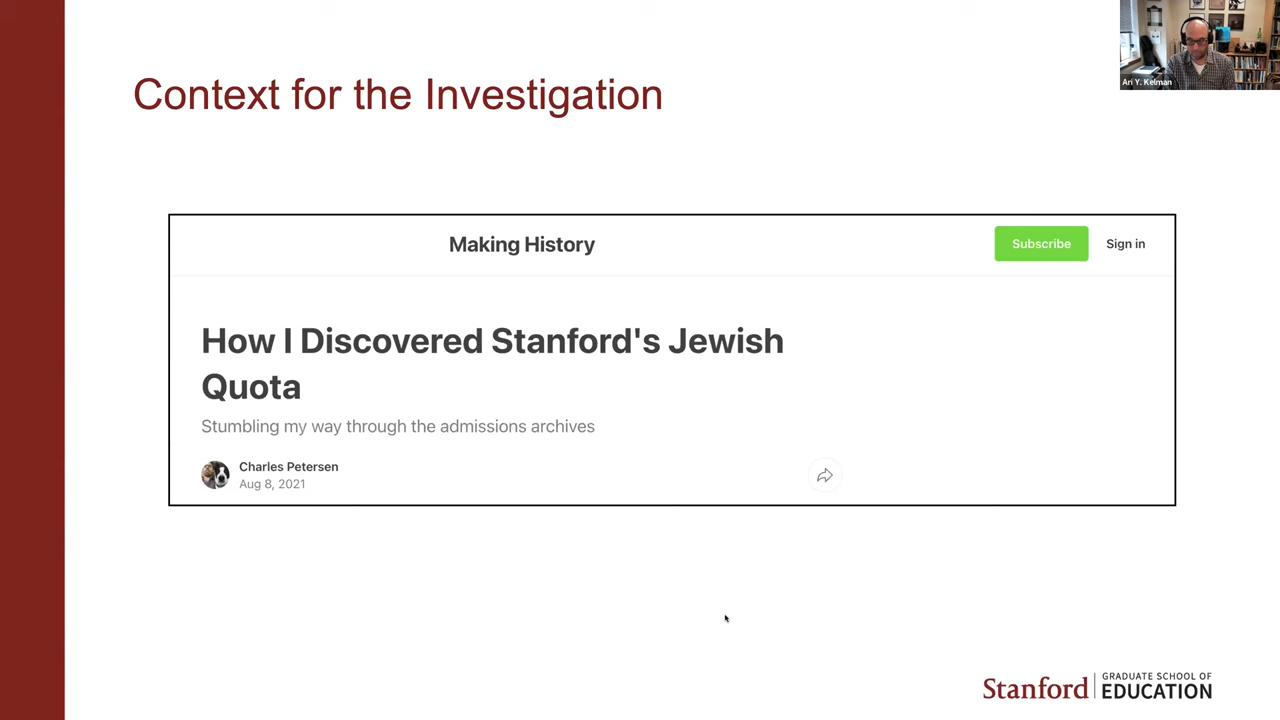 Ari Y. Kelman
Context for the Investigation
Making History
Subscribe
Sign in
How I Discovered Stanford's Jewish
Quota
Stumbling my way through the admissions archives
Charles Petersen
Aug 8, 2021
Stanford
GRADUATE SCHOOL OF
EDUCATION